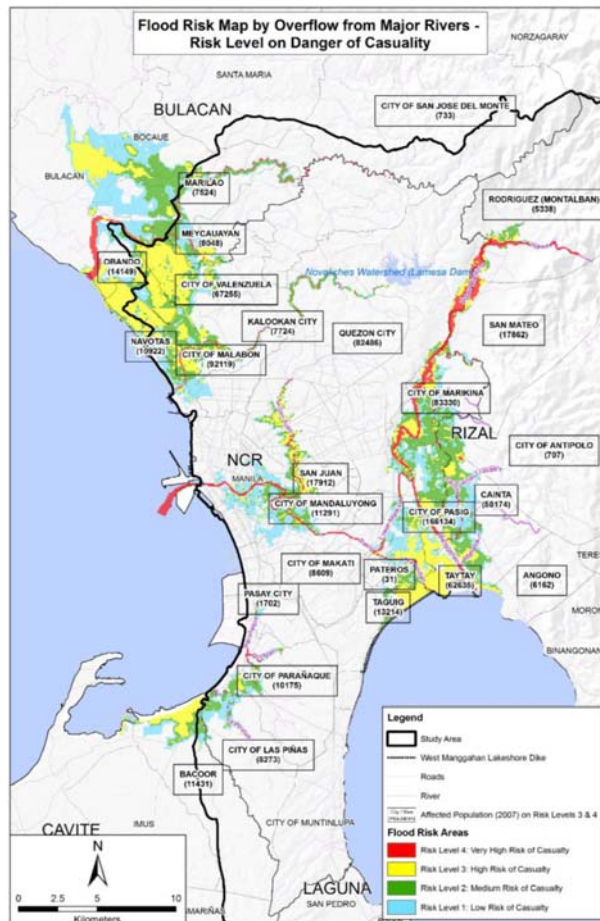 Flood Risk Map by Overflow from Major Rivers -
Risk Level on Danger of Casuality
NORZAGARAY
SANTA MARIA
BULACAN
CITY OF SAN JOSE DEL MONTE
(733)
BOCAUE
BULACAN
MARILAO
(7524)
RODRIGUEZ (MONTALBAN)
(5338)
MEYCAUAYAN
OBANDO
(14149)
Novaliches Watershed (Lamesa Dam)
CITY OF VALENZUELA
(67255)
KALOOKAN CITY
(7724)
QUEZON CITY
(82486)
SAN MATEO
(17862)
NAVOTAS
(10922)
CITY OF MALABON
(92119)
CITY OF MARIKINA
(83330)
RIZAL
CITY OF ANTIPOLO
(707)
NCR
MANILA
SAN JUAN
(17912)
CITY OF MANDALUYONG
(11291)
CAINTA
CITY OF PASIG
(166134)
CITY OF MAKATI
(8609)
PATEROS
(31)
TAYTAY
(62635)
ANGONO
(6162)
TERES
PASAY CITY
(1702)
TAGUIG
(13214)
MORON
BINANGONAN
CITY OF PARAÑAQUE
(10175)
CITY OF LAS PIÑAS
(8273)
BACOOR
(11431)
IMUS
CITY OF MUNTINLUPA
CAVITE
LAGUNA
SAN PEDRO
DASMARIÑAS
N
0 2.5 5 10
Kilometers
Legend
Study Area
West Manggahan Lakeshore Dike
Roads
River
Affected Population (2007) on Risk Levels 3 & 4
Flood Risk Areas
Risk Level 4: Very High Risk of Casualty
Risk Level 3: High Risk of Casualty
Risk Level 2: Medium Risk of Casualty
Risk Level 1: Low Risk of Casualty